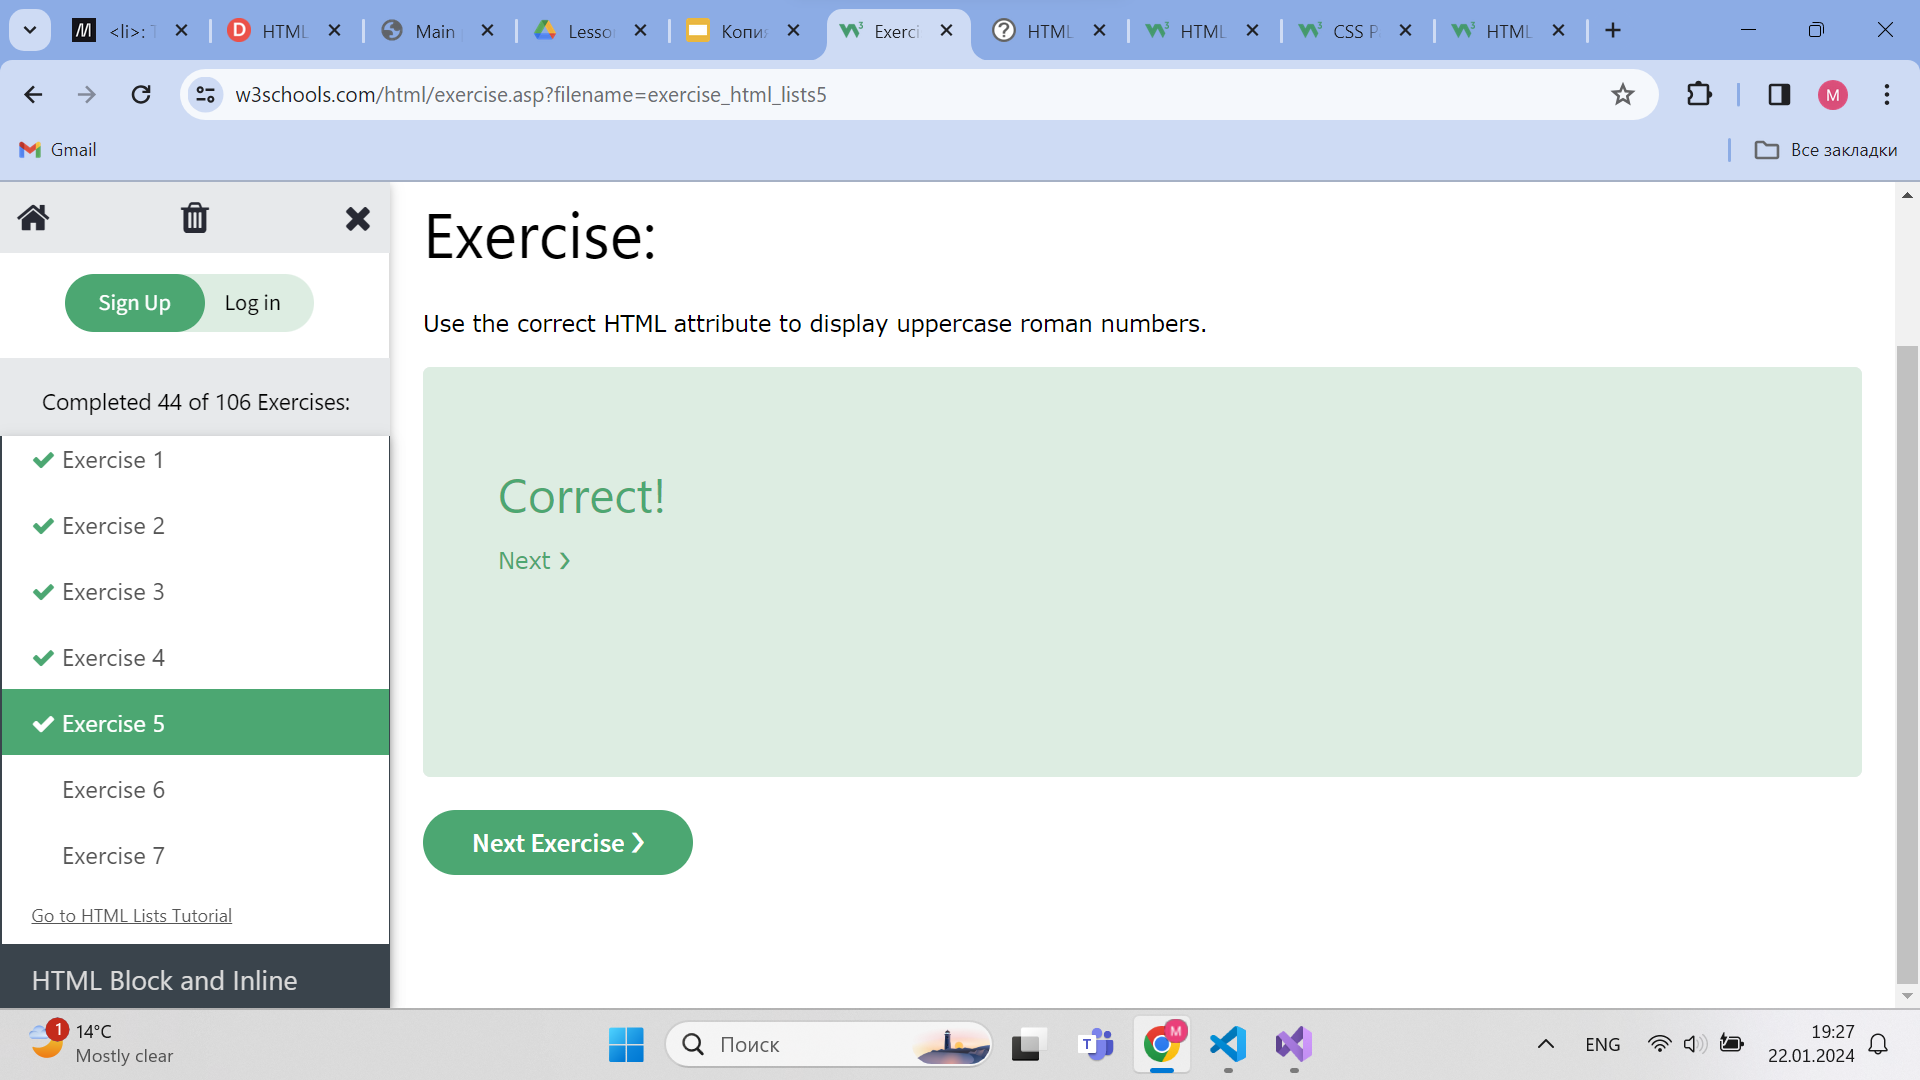 <li>: T
HTML
Main
Lesso
Копия
Exerci
HTML
HTML
CSS P
HTML
w3schools.com/html/exercise.asp?filename=exercise_html_lists5
M
Gmail
Все закладки
Sign Up
Log in
Completed 44 of 106 Exercises:
Exercise 1
Exercise 2
Exercise 3
Exercise 4
Exercise 5
Exercise 6
Exercise 7
Go to HTML Lists Tutorial
HTML Block and Inline
Exercise:
Use the correct HTML attribute to display uppercase roman numbers.
Correct!
Next ❯
Next Exercise ❯
1
14°C
Mostly clear
Поиск
ENG
19:27
22.01.2024